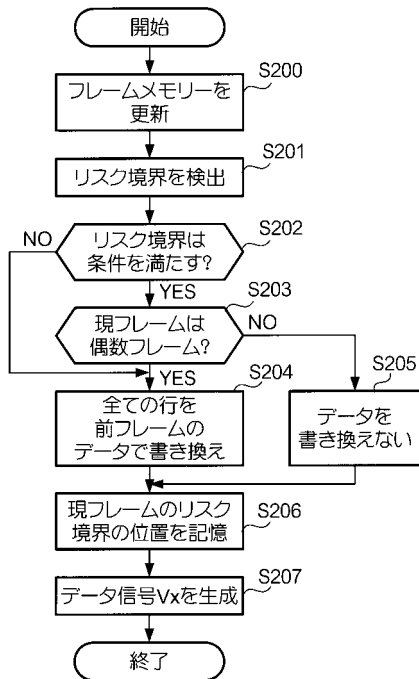 開始
S200
フレームメモリーを
更新
S201
リスク境界を検出
S202
NO
リスク境界は
条件を満たす?
YES
S203
現フレームは
偶数フレーム?
NO
YES
S204
S205
全ての行を
前フレームの
データで書き換え
データを
書き換えない
現フレームのリスク
境界の位置を記憶
S206
S207
データ信号Vxを生成
終了